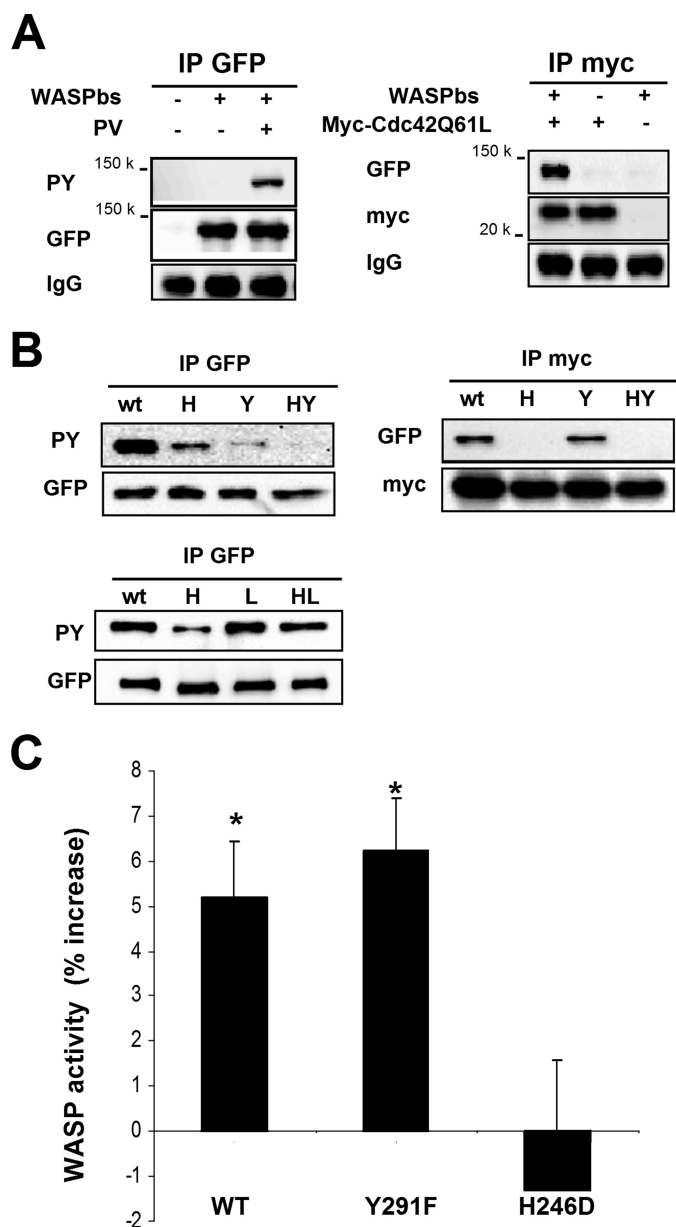 A
IP GFP
WASPbs - + +
PV - - +
150 k
PY
150 k
GFP
IgG
IP myc
WASPbs + - +
Myc-Cdc42Q61L + + -
150 k
GFP
myc
20 k
IgG
B
IP GFP
wt H Y HY
PY
GFP
IP myc
wt H Y HY
GFP
myc
IP GFP
wt H L HL
PY
GFP
C
WASP activity (% increase)
8
7
6
5
4
3
2
1
0
-1
-2
*
*
WT Y291F H246D